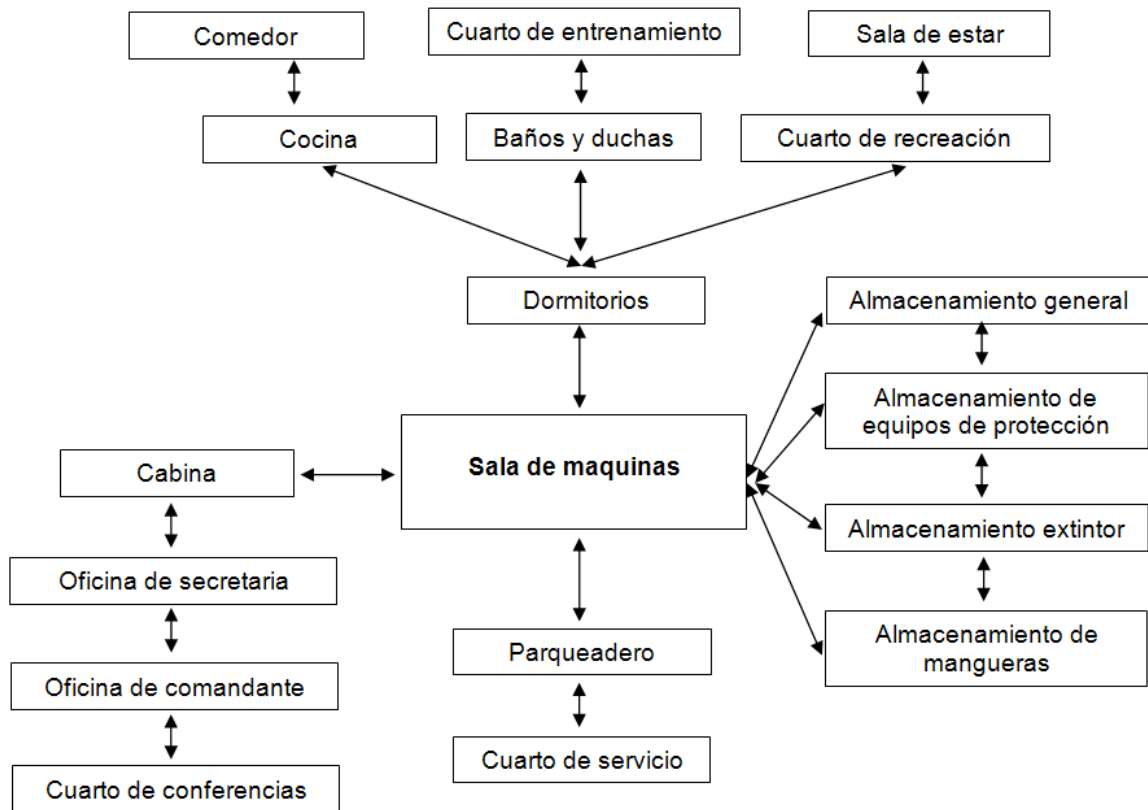 Comedor
Cuarto de entrenamiento
Sala de estar
Cocina
Baños y duchas
Cuarto de recreación
Dormitorios
Almacenamiento general
Almacenamiento de
equipos de protección
Sala de maquinas
Cabina
Almacenamiento extintor
Oficina de secretaria
Parqueadero
Almacenamiento de
mangueras
Oficina de comandante
Cuarto de servicio
Cuarto de conferencias